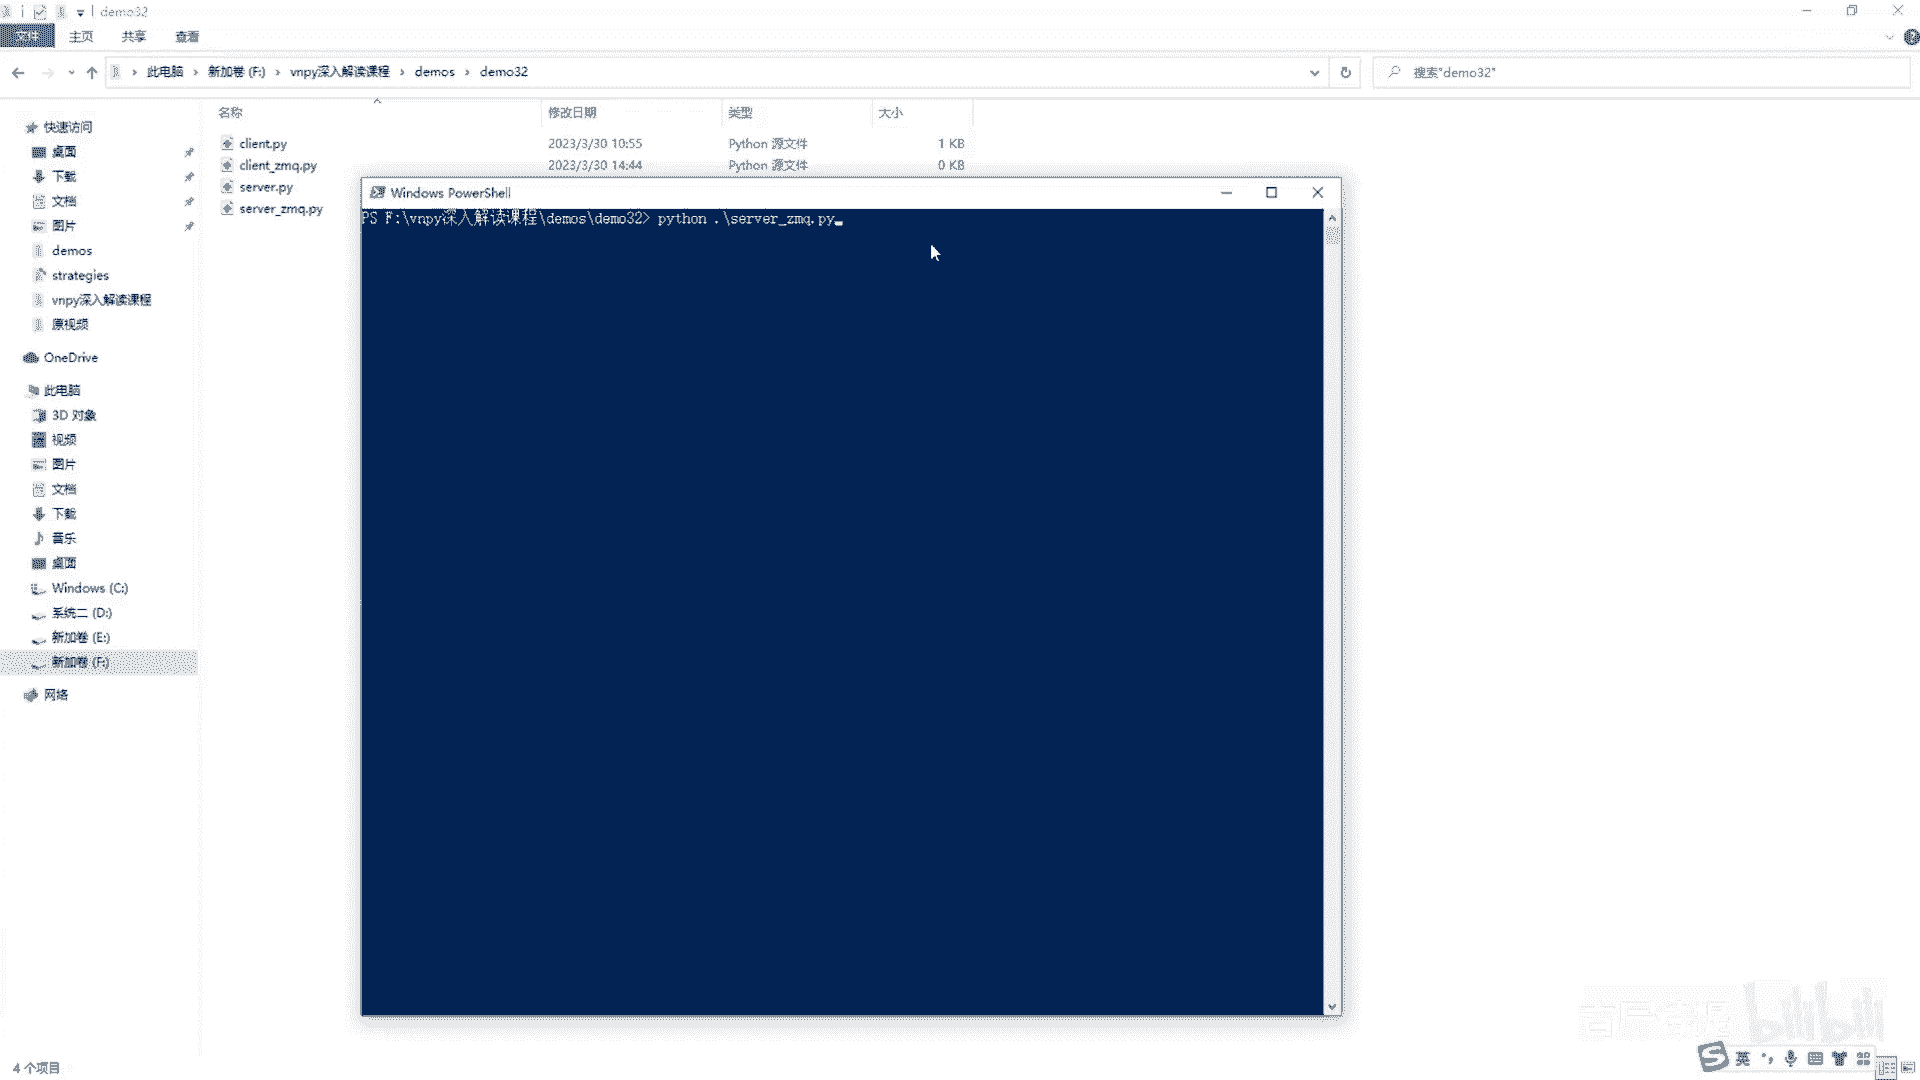 demo32
文件 主页 共享 查看
此电脑 › 新加卷 (F:) › vnpy深入解读课程 › demos › demo32
搜索"demo32"
名称 修改日期 类型 大小
client.py 2023/3/30 10:55 Python 源文件 1 KB
client_zmq.py 2023/3/30 14:44 Python 源文件 0 KB
server.py
server_zmq.py
Windows PowerShell
PS F:\vnpy深入解读课程\demos\demo32> python .\server_zmq.py
快速访问
桌面
下载
文档
图片
demos
strategies
vnpy深入解读课程
原视频
OneDrive
此电脑
3D 对象
视频
图片
文档
下载
音乐
桌面
Windows (C:)
系统二 (D:)
新加卷 (E:)
新加卷 (F:)
网络
4 个项目
bilibili
英